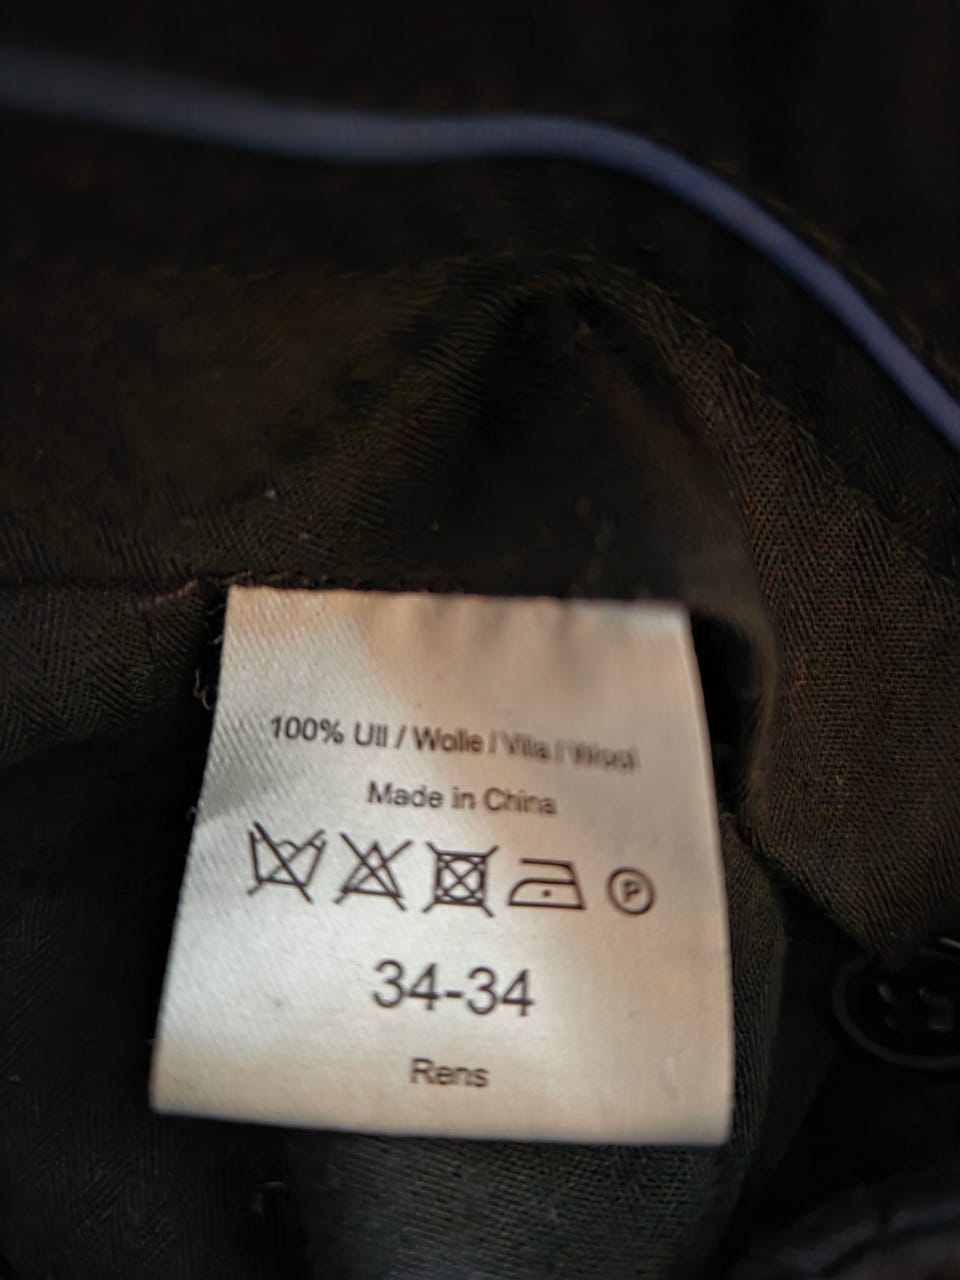 100% Ull / Wolle / Villa / Wool
Made in China
P
34-34
Rens